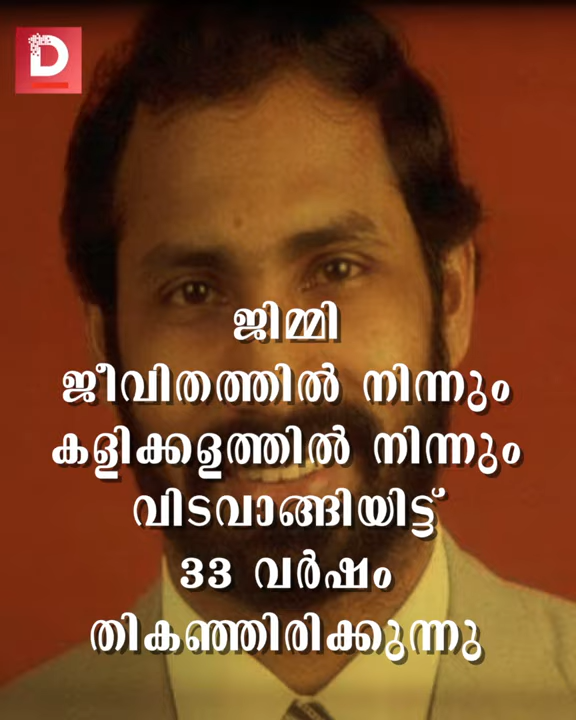 D
ജിമ്മി
ജീവിതത്തിൽ നിന്നും
കളിക്കളത്തിൽ നിന്നും
വിടവാങ്ങിയിട്ട്
33 വർഷം
തികഞ്ഞിരിക്കുന്നു